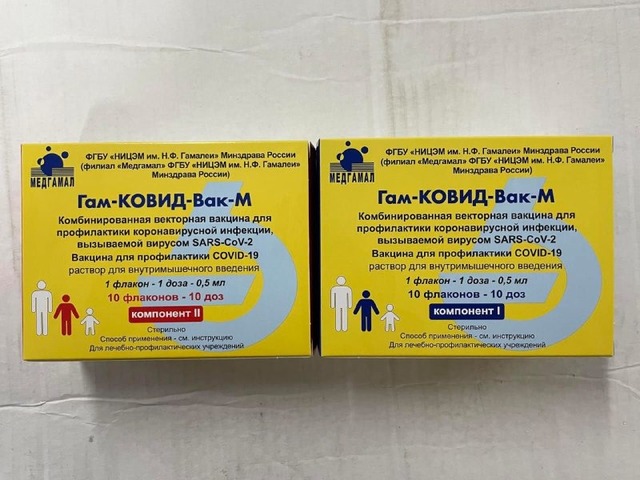 ФГБУ «НИЦЭМ им. Н.Ф. Гамалеи» Минздрава России
(филиал «Медгамал» ФГБУ «НИЦЭМ им. Н.Ф. Гамалеи»
Минздрава России)
МЕДГАМАЛ
Гам-КОВИД-Вак-М
Комбинированная векторная вакцина для
профилактики коронавирусной инфекции,
вызываемой вирусом SARS-CoV-2
Вакцина для профилактики COVID-19
раствор для внутримышечного введения
1 флакон - 1 доза - 0,5 мл
10 флаконов - 10 доз
компонент II
Стерильно
Способ применения - см. инструкцию
Для лечебно-профилактических учреждений
ФГБУ «НИЦЭМ им. Н.Ф. Гамалеи» Минздрава России
(филиал «Медгамал» ФГБУ «НИЦЭМ им. Н.Ф. Гамалеи»
Минздрава России)
МЕДГАМАЛ
Гам-КОВИД-Вак-М
Комбинированная векторная вакцина для
профилактики коронавирусной инфекции,
вызываемой вирусом SARS-CoV-2
Вакцина для профилактики COVID-19
раствор для внутримышечного введения
1 флакон - 1 доза - 0,5 мл
10 флаконов - 10 доз
компонент I
Стерильно
Способ применения - см. инструкцию
Для лечебно-профилактических учреждений